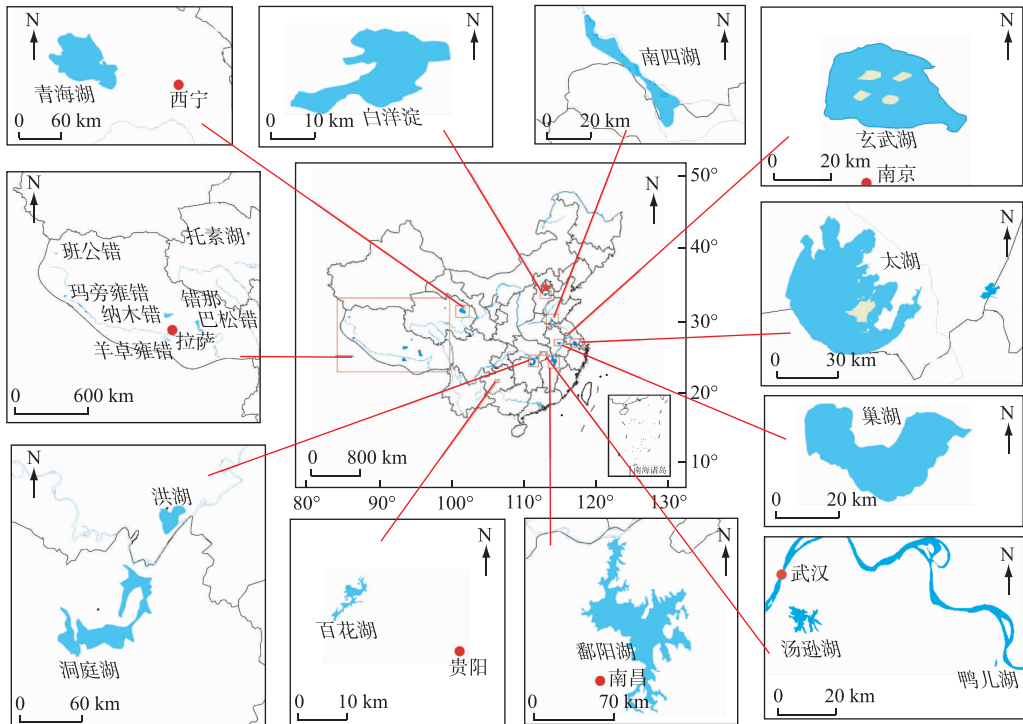 N
青海湖
西宁
0 60 km
N
白洋淀
0 10 km
N
南四湖
0 20 km
N
玄武湖
0 20 km
南京
N
班公错
托素湖
玛旁雍错
错那
纳木错
巴松错
拉萨
羊卓雍错
0 600 km
N
50°
40°
30°
20°
10°
0 800 km
南海诸岛
80° 90° 100° 110° 120° 130°
N
太湖
0 30 km
N
巢湖
0 20 km
N
洪湖
洞庭湖
0 60 km
N
百花湖
贵阳
0 10 km
N
鄱阳湖
南昌
0 70 km
N
武汉
汤逊湖
鸭儿湖
0 20 km